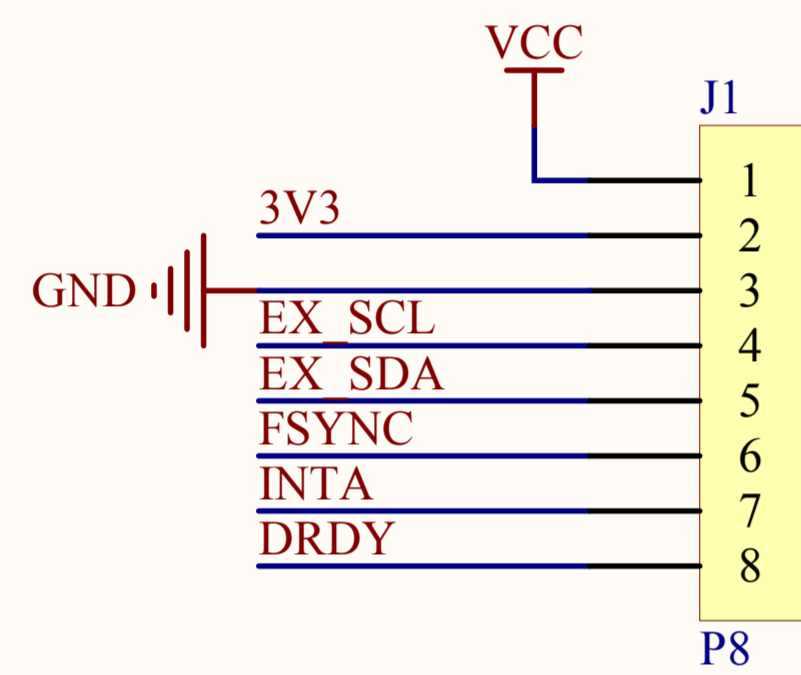 VCC
J1
1
3V3
2
GND
3
EX_SCL
4
EX_SDA
5
FSYNC
6
INTA
7
DRDY
8
P8